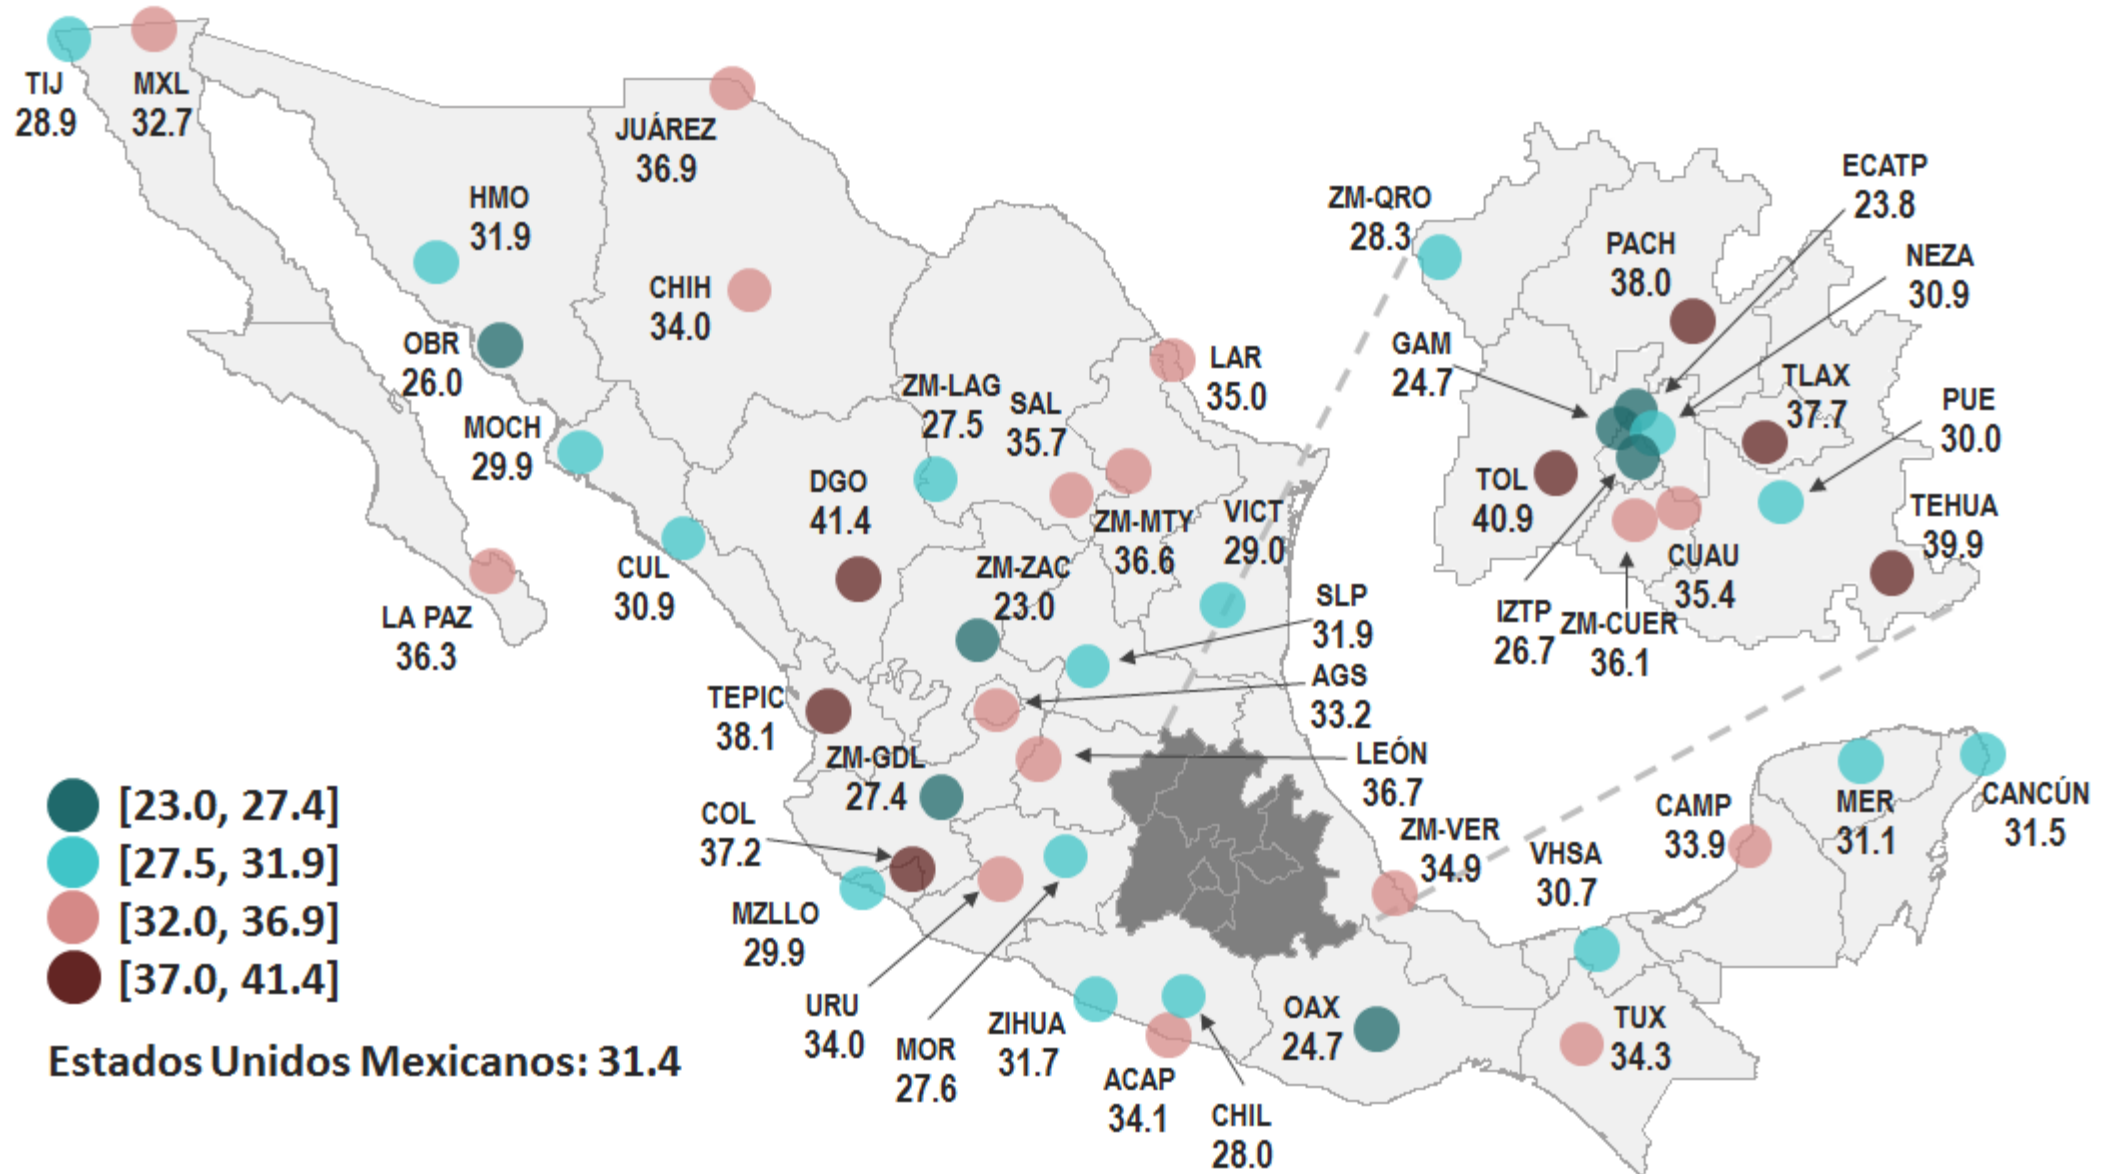 TIJ
28.9
MXL
32.7
JUÁREZ
36.9
HMO
31.9
CHIH
34.0
OBR
26.0
MOCH
29.9
CUL
30.9
LA PAZ
36.3
DGO
41.4
ZM-LAG
27.5
SAL
35.7
LAR
35.0
ZM-MTY
36.6
VICT
29.0
ZM-ZAC
23.0
SLP
31.9
AGS
33.2
LEÓN
36.7
TEPIC
38.1
ZM-GDL
27.4
COL
37.2
MZLLO
29.9
URU
34.0
MOR
27.6
ZIHUA
31.7
ACAP
34.1
CHIL
28.0
OAX
24.7
ZM-VER
34.9
VHSA
30.7
TUX
34.3
CAMP
33.9
MER
31.1
CANCÚN
31.5
ZM-QRO
28.3
PACH
38.0
ECATP
23.8
NEZA
30.9
GAM
24.7
TLAX
37.7
PUE
30.0
TOL
40.9
TEHUA
39.9
CUAU
35.4
IZTP
26.7
ZM-CUER
36.1
[23.0, 27.4]
[27.5, 31.9]
[32.0, 36.9]
[37.0, 41.4]
Estados Unidos Mexicanos: 31.4